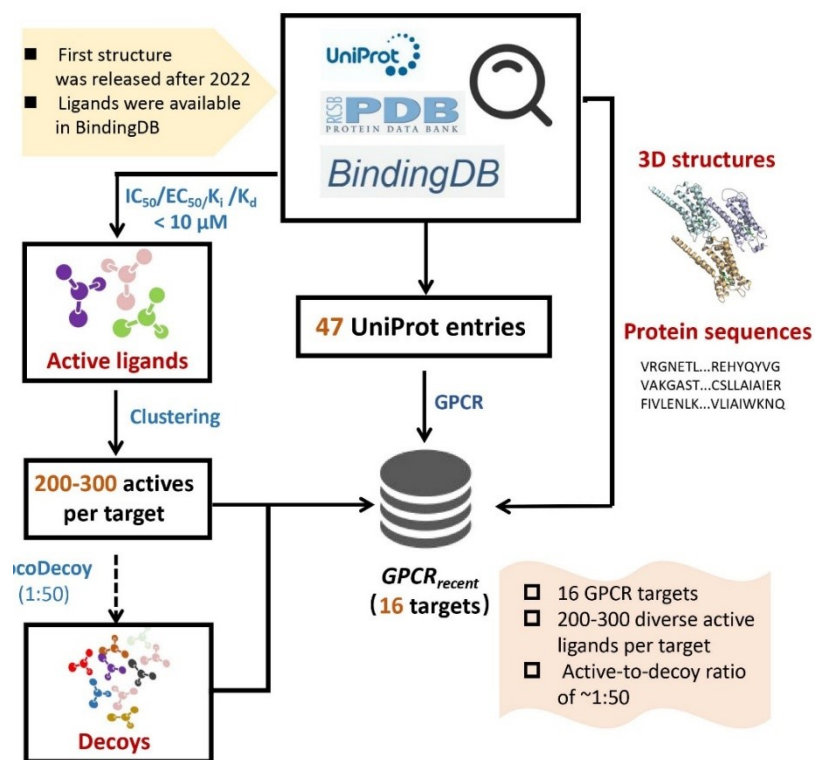 ■ First structure
was released after 2022
■ Ligands were available
in BindingDB
UniProt
RCSB
PDB
PROTEIN DATA BANK
BindingDB
IC50/EC50/Ki /Kd
< 10 μM
Active ligands
Clustering
200-300 actives
per target
ocoDecoy
(1:50)
Decoys
47 UniProt entries
GPCR
GPCRrecent
(16 targets)
3D structures
Protein sequences
VRGNETL...REHYQYVG
VAKGAST...CSLLAIAIER
FIVLENLK...VLIAIWKNQ
□ 16 GPCR targets
□ 200-300 diverse active
ligands per target
□ Active-to-decoy ratio
of ~1:50